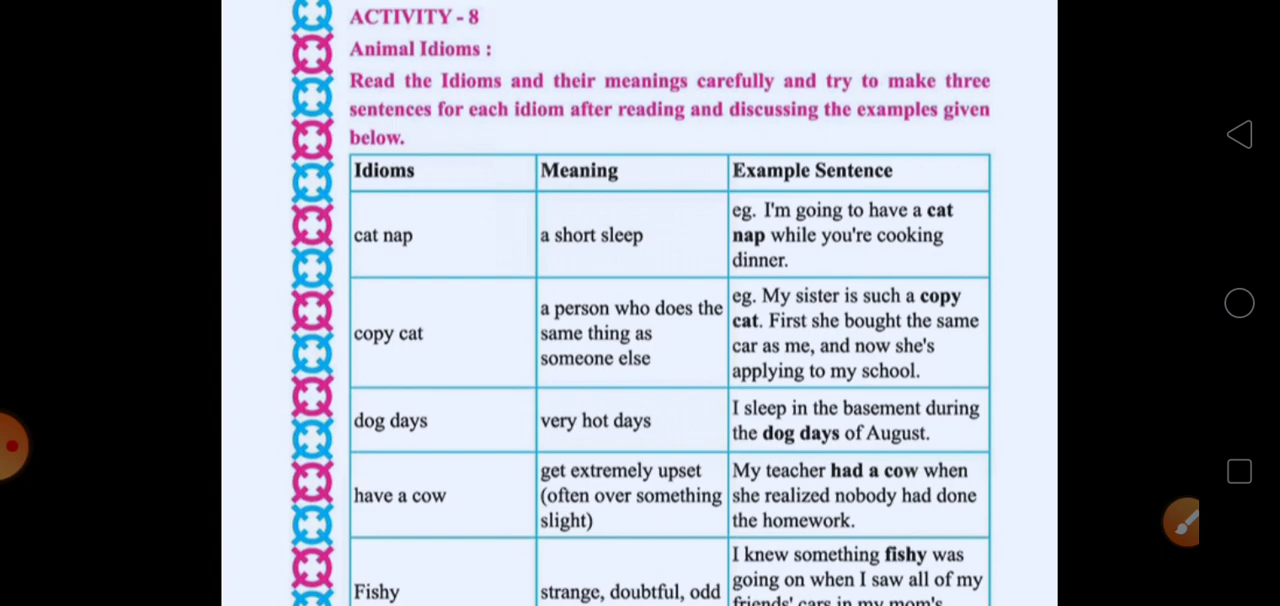 ACTIVITY - 8
Animal Idioms :
Read the Idioms and their meanings carefully and try to make three
sentences for each idiom after reading and discussing the examples given
below.
Idioms
Meaning
Example Sentence
cat nap
a short sleep
eg. I'm going to have a cat
nap while you're cooking
dinner.
copy cat
a person who does the
same thing as
someone else
eg. My sister is such a copy
cat. First she bought the same
car as me, and now she's
applying to my school.
dog days
very hot days
I sleep in the basement during
the dog days of August.
have a cow
get extremely upset
(often over something
slight)
My teacher had a cow when
she realized nobody had done
the homework.
Fishy
strange, doubtful, odd
I knew something fishy was
going on when I saw all of my
friends' cars in my mom's